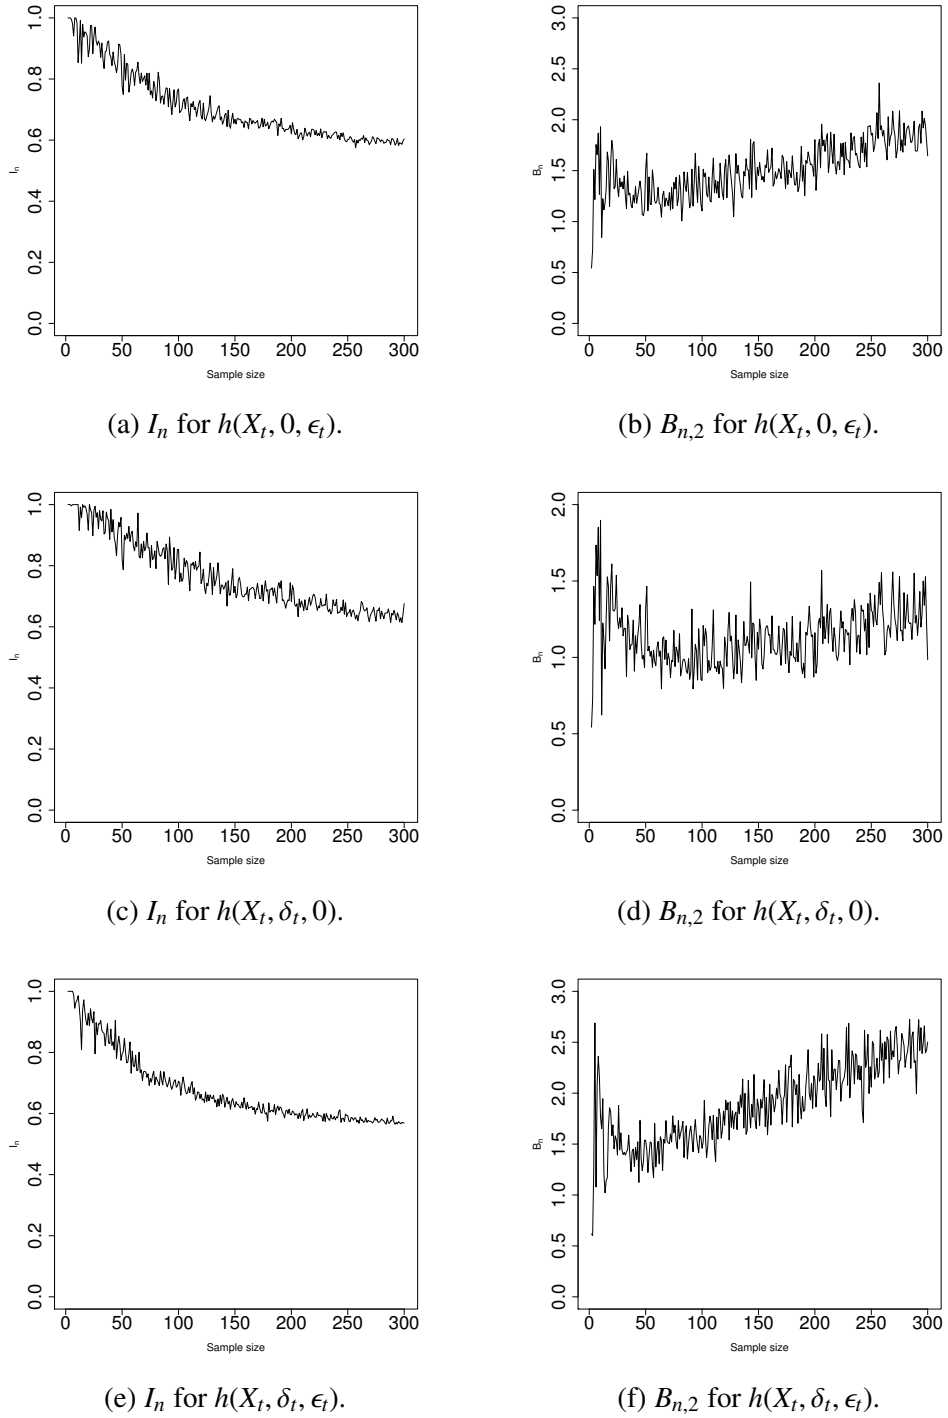 1.0
0.8
0.6
0.4
0.2
0.0
Iₙ
0 50 100 150 200 250 300
Sample size
(a) Iₙ for h(Xₜ, 0, ϵₜ).
3.0
2.5
2.0
1.5
1.0
0.5
0.0
Bₙ
0 50 100 150 200 250 300
Sample size
(b) Bₙ,₂ for h(Xₜ, 0, ϵₜ).
1.0
0.8
0.6
0.4
0.2
0.0
Iₙ
0 50 100 150 200 250 300
Sample size
(c) Iₙ for h(Xₜ, δₜ, 0).
2.0
1.5
1.0
0.5
0.0
Bₙ
0 50 100 150 200 250 300
Sample size
(d) Bₙ,₂ for h(Xₜ, δₜ, 0).
1.0
0.8
0.6
0.4
0.2
0.0
Iₙ
0 50 100 150 200 250 300
Sample size
(e) Iₙ for h(Xₜ, δₜ, ϵₜ).
3.0
2.5
2.0
1.5
1.0
0.5
0.0
Bₙ
0 50 100 150 200 250 300
Sample size
(f) Bₙ,₂ for h(Xₜ, δₜ, ϵₜ).